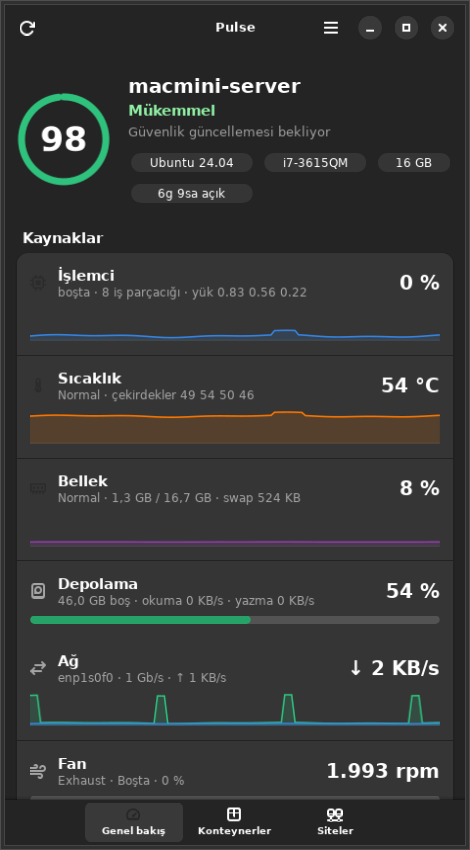 Pulse
98
macmini-server
Mükemmel
Güvenlik güncellemesi bekliyor
Ubuntu 24.04
i7-3615QM
16 GB
6g 9sa açık
Kaynaklar
İşlemci
boşta · 8 iş parçacığı · yük 0.83 0.56 0.22
0 %
Sıcaklık
Normal · çekirdekler 49 54 50 46
54 °C
Bellek
Normal · 1,3 GB / 16,7 GB · swap 524 KB
8 %
Depolama
46,0 GB boş · okuma 0 KB/s · yazma 0 KB/s
54 %
Ağ
enp1s0f0 · 1 Gb/s · ↑ 1 KB/s
↓ 2 KB/s
Fan
Exhaust · Boşta · 0 %
1.993 rpm
Genel bakış
Konteynerler
Siteler